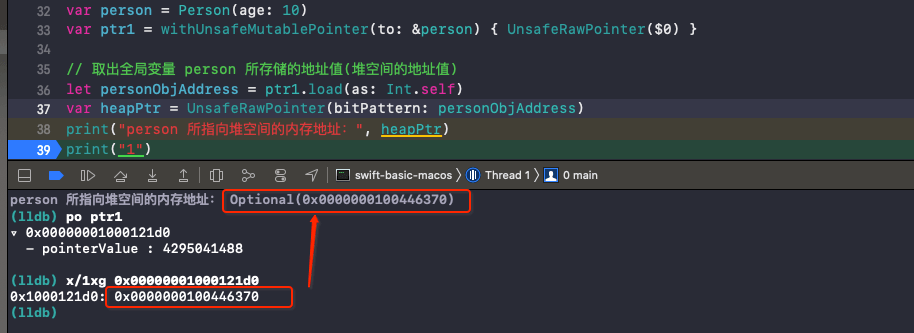 32 var person = Person(age: 10)
33 var ptr1 = withUnsafeMutablePointer(to: &person) { UnsafeRawPointer($0) }
34
35 // 取出全局变量 person 所存储的地址值(堆空间的地址值)
36 let personObjAddress = ptr1.load(as: Int.self)
37 var heapPtr = UnsafeRawPointer(bitPattern: personObjAddress)
38 print("person 所指向堆空间的内存地址: ", heapPtr)
39 print("1")
swift-basic-macos Thread 1 0 main
person 所指向堆空间的内存地址: Optional(0x0000000100446370)
(lldb) po ptr1
▿ 0x00000001000121d0
- pointerValue : 4295041488
(lldb) x/1xg 0x00000001000121d0
0x1000121d0: 0x0000000100446370
(lldb)